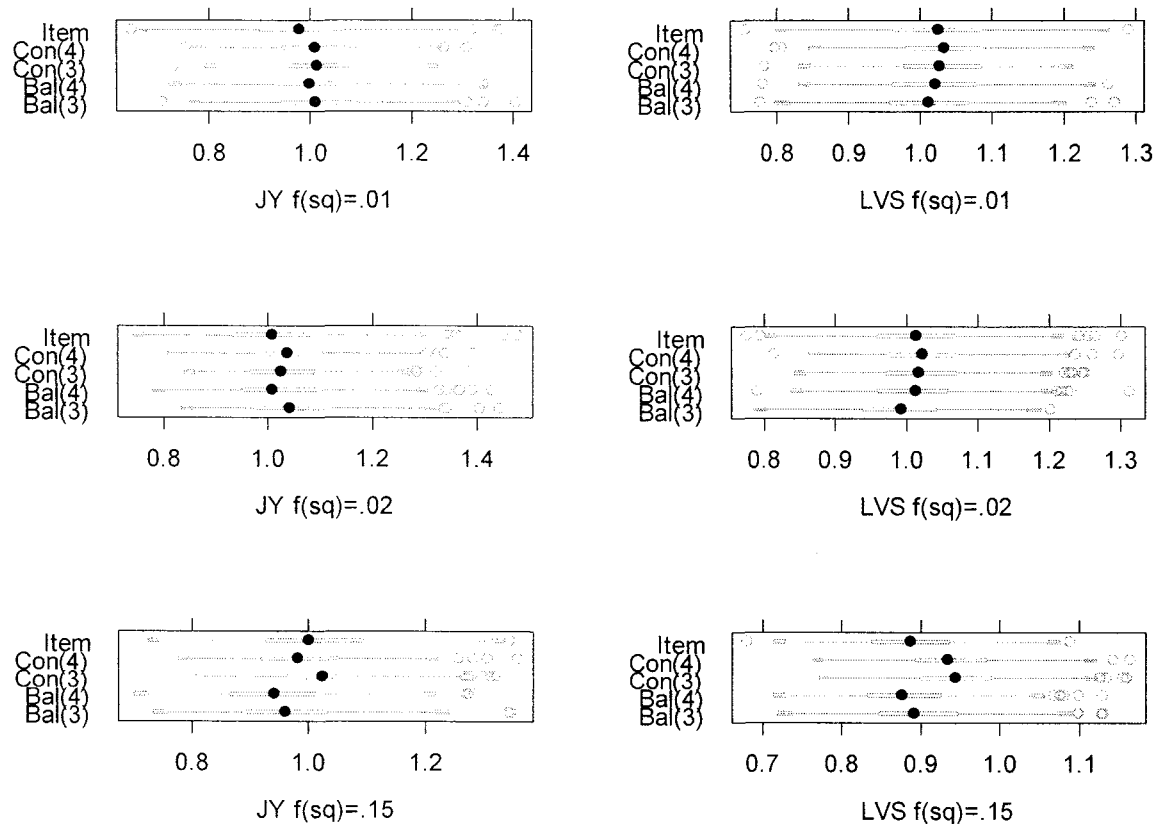 Item
Con(4)
Con(3)
Bal(4)
Bal(3)
0.8 1.0 1.2 1.4
JY f(sq)=.01
Item
Con(4)
Con(3)
Bal(4)
Bal(3)
0.8 0.9 1.0 1.1 1.2 1.3
LVS f(sq)=.01
Item
Con(4)
Con(3)
Bal(4)
Bal(3)
0.8 1.0 1.2 1.4
JY f(sq)=.02
Item
Con(4)
Con(3)
Bal(4)
Bal(3)
0.8 0.9 1.0 1.1 1.2 1.3
LVS f(sq)=.02
Item
Con(4)
Con(3)
Bal(4)
Bal(3)
0.8 1.0 1.2
JY f(sq)=.15
Item
Con(4)
Con(3)
Bal(4)
Bal(3)
0.7 0.8 0.9 1.0 1.1
LVS f(sq)=.15